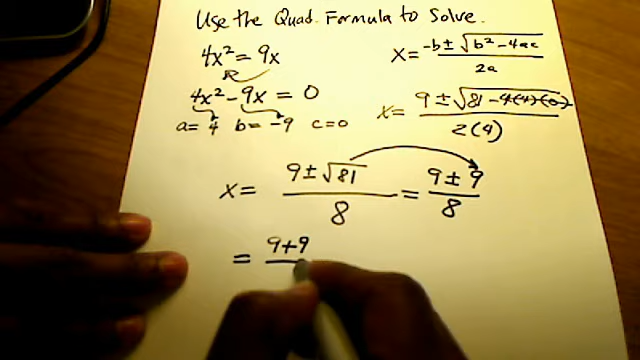 Use the Quad. Formula to Solve.
4x² = 9x
x = -b ± √b² - 4ac / 2a
4x² - 9x = 0
a = 4 b = -9 c = 0
x = 9 ± √81 - 4(4)(0) / 2(4)
x = 9 ± √81 / 8 = 9 ± 9 / 8
= 9+9